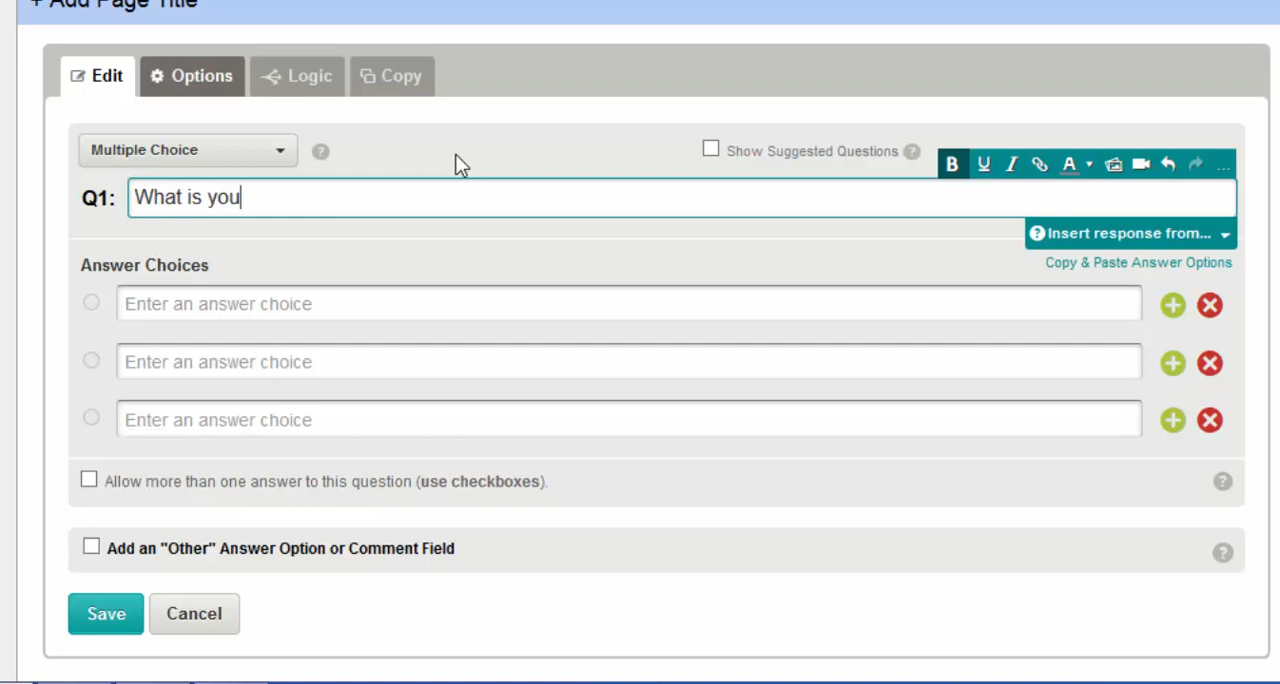 + Add Page Title
Edit Options Logic Copy
Multiple Choice ? Show Suggested Questions ?
B U I A ...
Q1: What is you
? Insert response from...
Answer Choices Copy & Paste Answer Options
Enter an answer choice
Enter an answer choice
Enter an answer choice
Allow more than one answer to this question (use checkboxes). ?
Add an "Other" Answer Option or Comment Field ?
Save Cancel